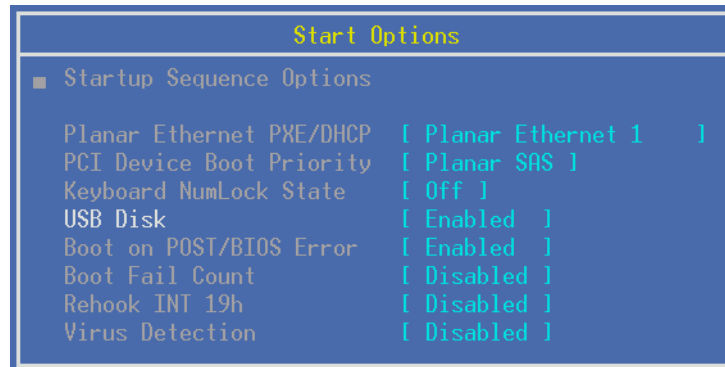 Start Options
Startup Sequence Options
Planar Ethernet PXE/DHCP [ Planar Ethernet 1 ]
PCI Device Boot Priority [ Planar SAS ]
Keyboard NumLock State [ Off ]
USB Disk [ Enabled ]
Boot on POST/BIOS Error [ Enabled ]
Boot Fail Count [ Disabled ]
Rehook INT 19h [ Disabled ]
Virus Detection [ Disabled ]